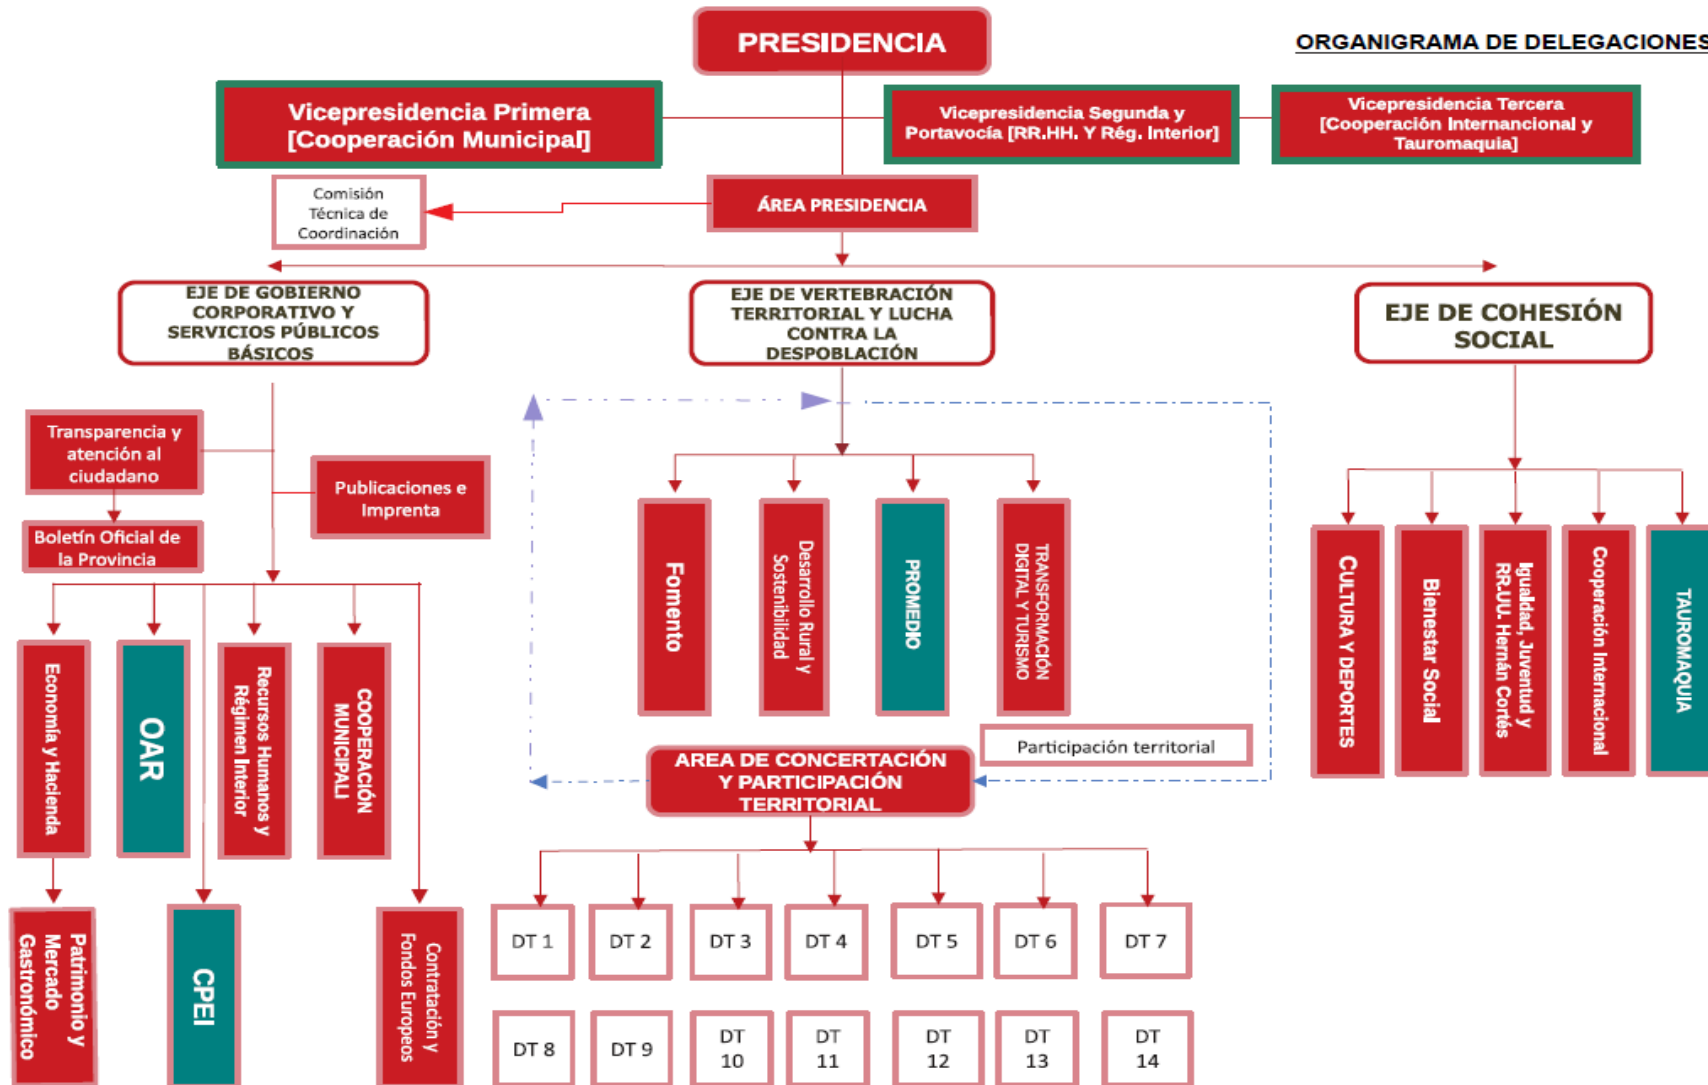 PRESIDENCIA
ORGANIGRAMA DE DELEGACIONES
Vicepresidencia Primera
[Cooperación Municipal]
Vicepresidencia Segunda y
Portavocía [RR.HH. Y Rég. Interior]
Vicepresidencia Tercera
[Cooperación Internancional y
Tauromaquia]
Comisión
Técnica de
Coordinación
ÁREA PRESIDENCIA
EJE DE GOBIERNO
CORPORATIVO Y
SERVICIOS PÚBLICOS
BÁSICOS
EJE DE VERTEBRACIÓN
TERRITORIAL Y LUCHA
CONTRA LA
DESPOBLACIÓN
EJE DE COHESIÓN
SOCIAL
Transparencia y
atención al
ciudadano
Publicaciones e
Imprenta
Boletín Oficial de
la Provincia
Economía y Hacienda
OAR
Recursos Humanos y
Régimen Interior
COOPERACIÓN
MUNICIPALI
Patrimonio y
Mercado
Gastronómico
CPEI
Contratación y
Fondos Europeos
Fomento
Desarrollo Rural y
Sostenibilidad
PROMEDIO
TRANSFORMACIÓN
DIGITAL Y TURISMO
Participación territorial
AREA DE CONCERTACIÓN
Y PARTICIPACIÓN
TERRITORIAL
DT 1
DT 2
DT 3
DT 4
DT 5
DT 6
DT 7
DT 8
DT 9
DT
10
DT
11
DT
12
DT
13
DT
14
CULTURA Y DEPORTES
Bienestar Social
Igualdad, Juventud y
RR.UU. Hernán Cortés
Cooperación Internacional
TAUROMAQUIA